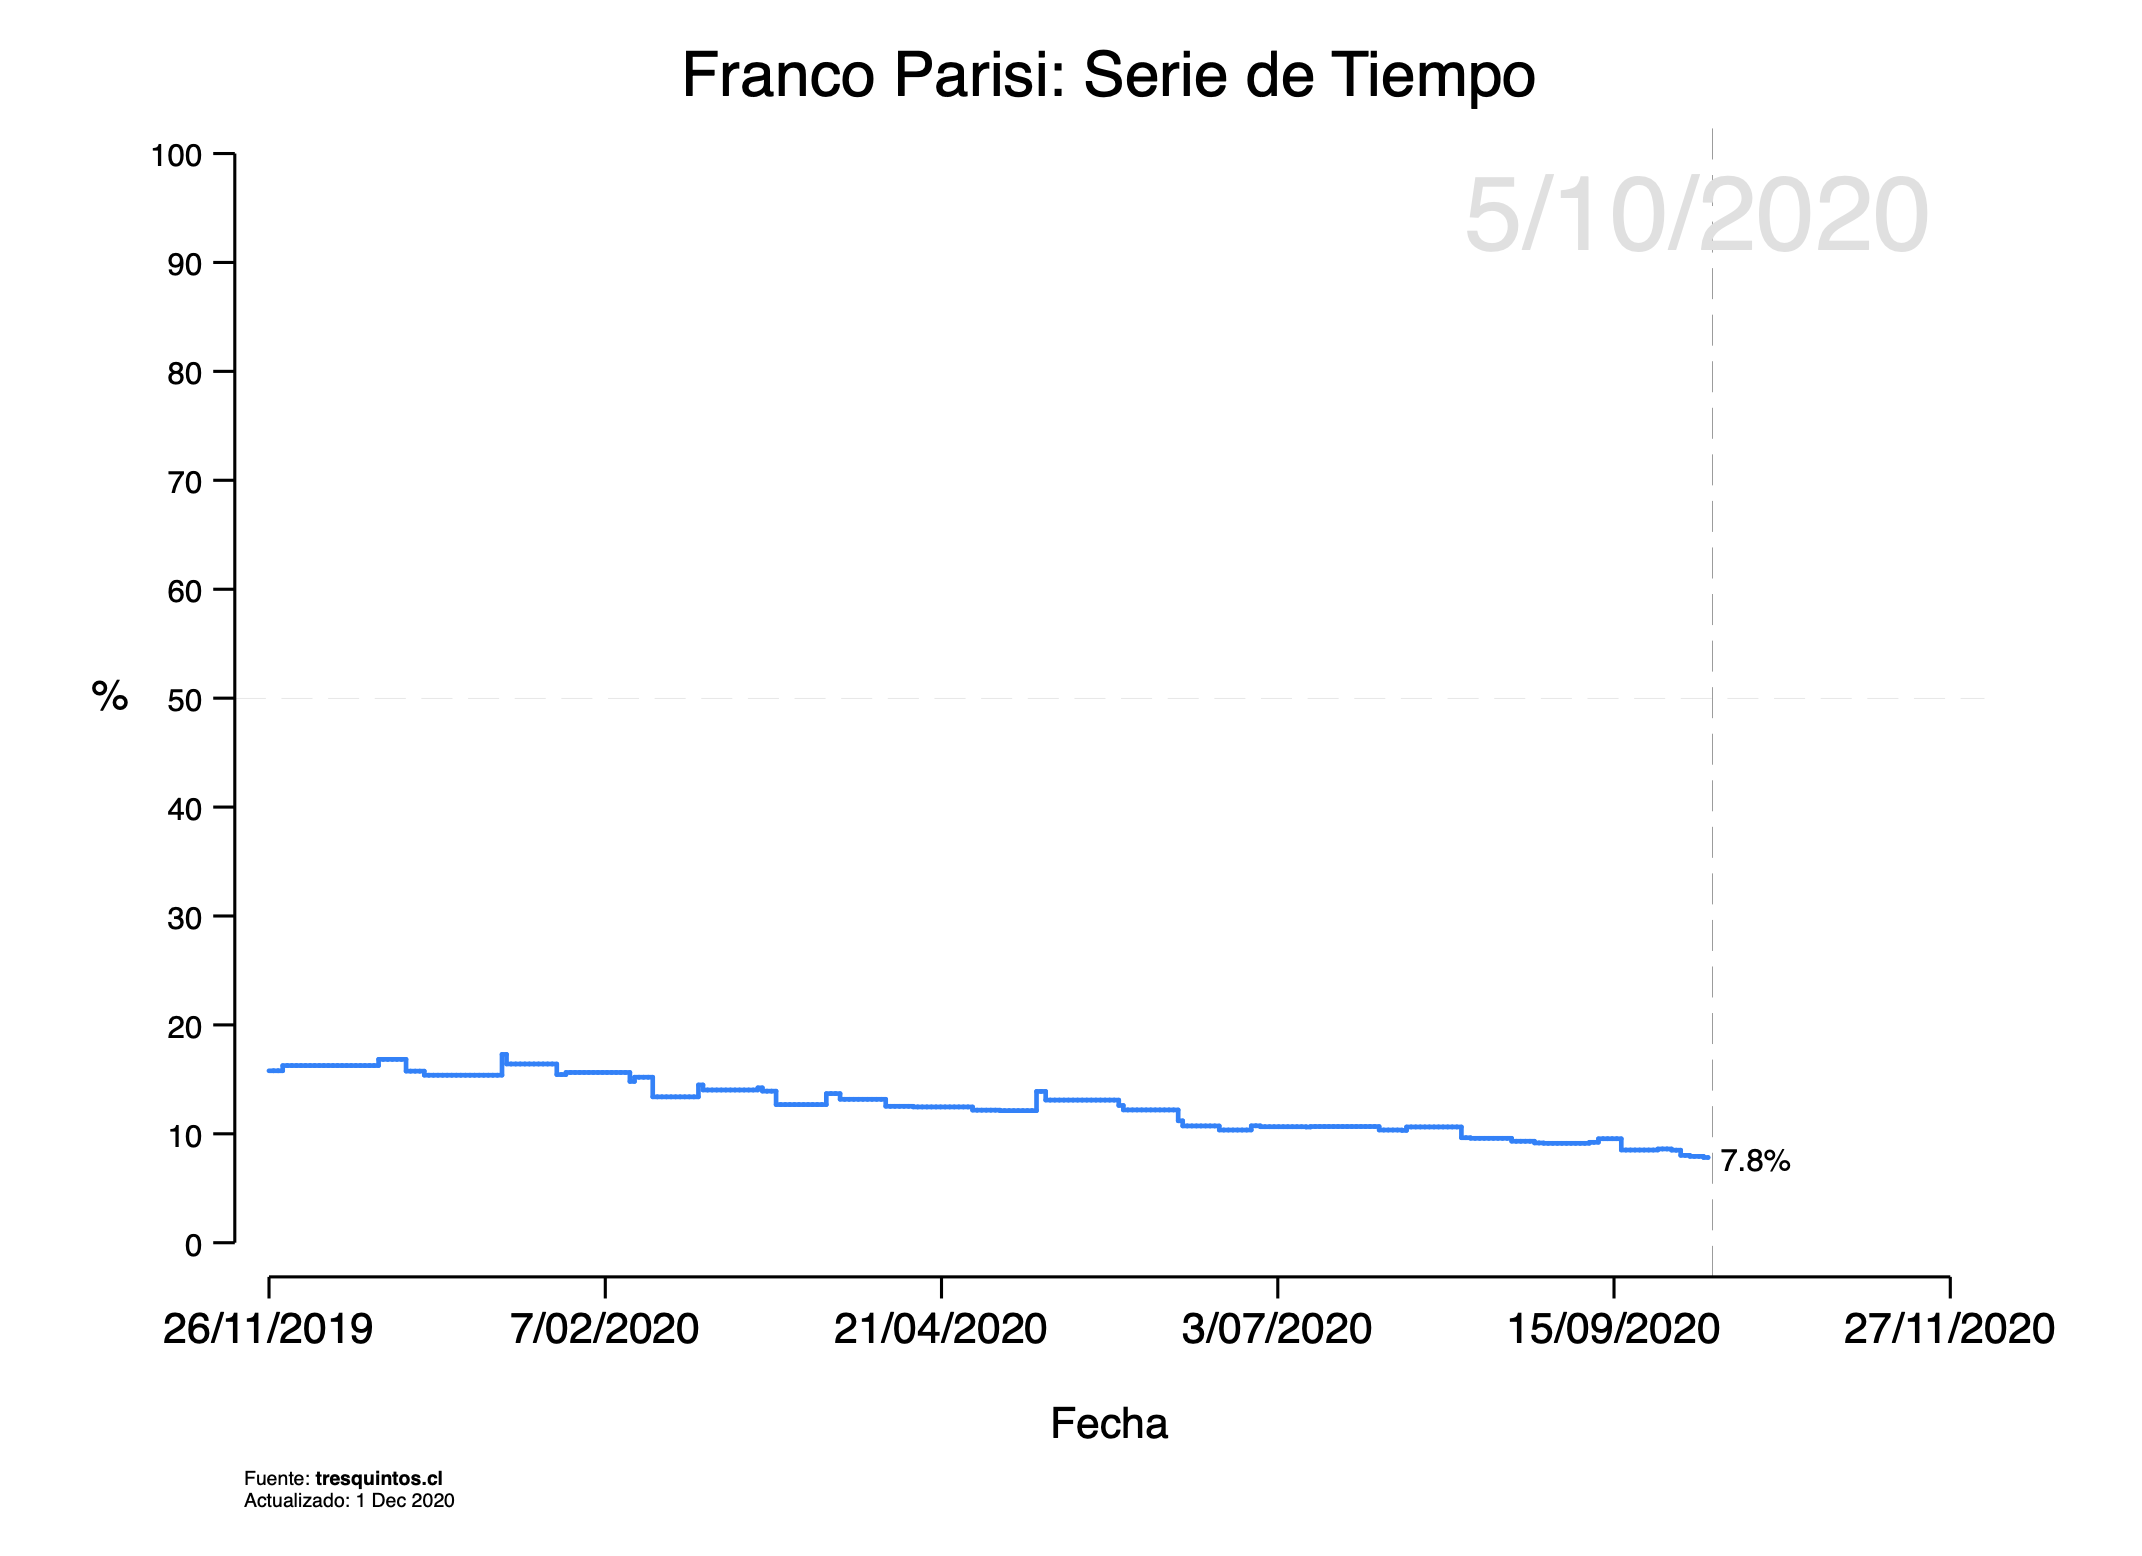 Franco Parisi: Serie de Tiempo
5/10/2020
100
90
80
70
60
50
40
30
20
10
0
%
7.8%
26/11/2019 7/02/2020 21/04/2020 3/07/2020 15/09/2020 27/11/2020
Fecha
Fuente: tresquintos.cl
Actualizado: 1 Dec 2020